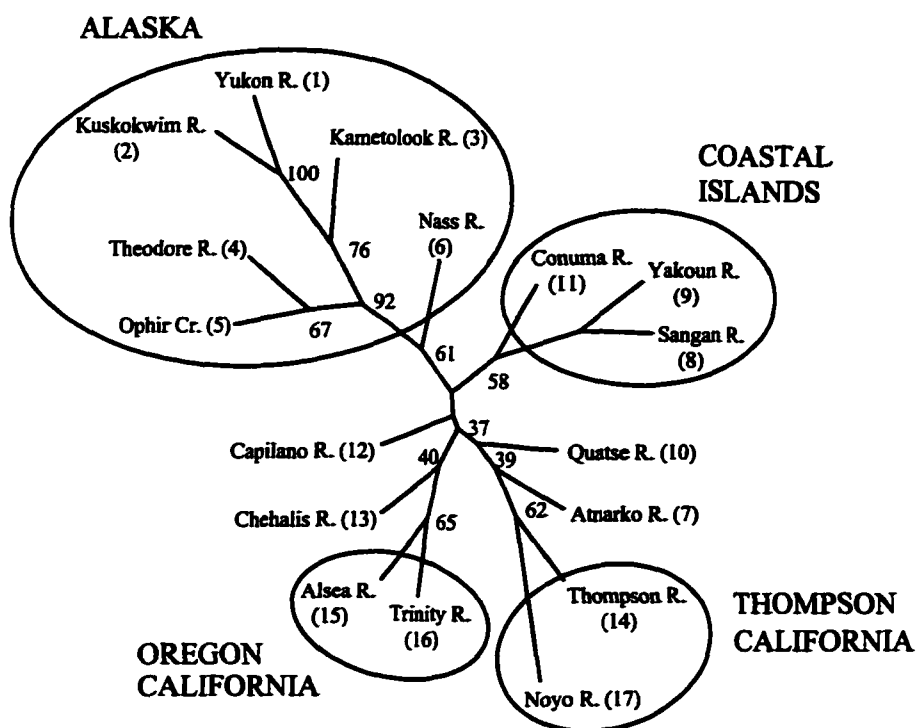 ALASKA
Yukon R. (1)
Kuskokwim R.
(2)
Kametolook R. (3)
100
COASTAL
ISLANDS
Nass R.
(6)
Theodore R. (4)
76
Conuma R.
(11)
Yakoun R.
(9)
92
Ophir Cr. (5)
67
Sangan R.
(8)
61
58
37
Capilano R. (12)
Quatse R. (10)
40
39
Chehalis R. (13)
65
62
Atnarko R. (7)
Alsea R.
(15)
Trinity R.
(16)
Thompson R.
(14)
THOMPSON
CALIFORNIA
OREGON
CALIFORNIA
Noyo R. (17)